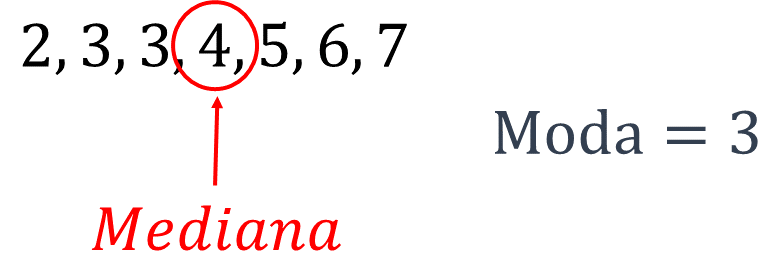 2, 3, 3, 4, 5, 6, 7
Moda = 3
Mediana